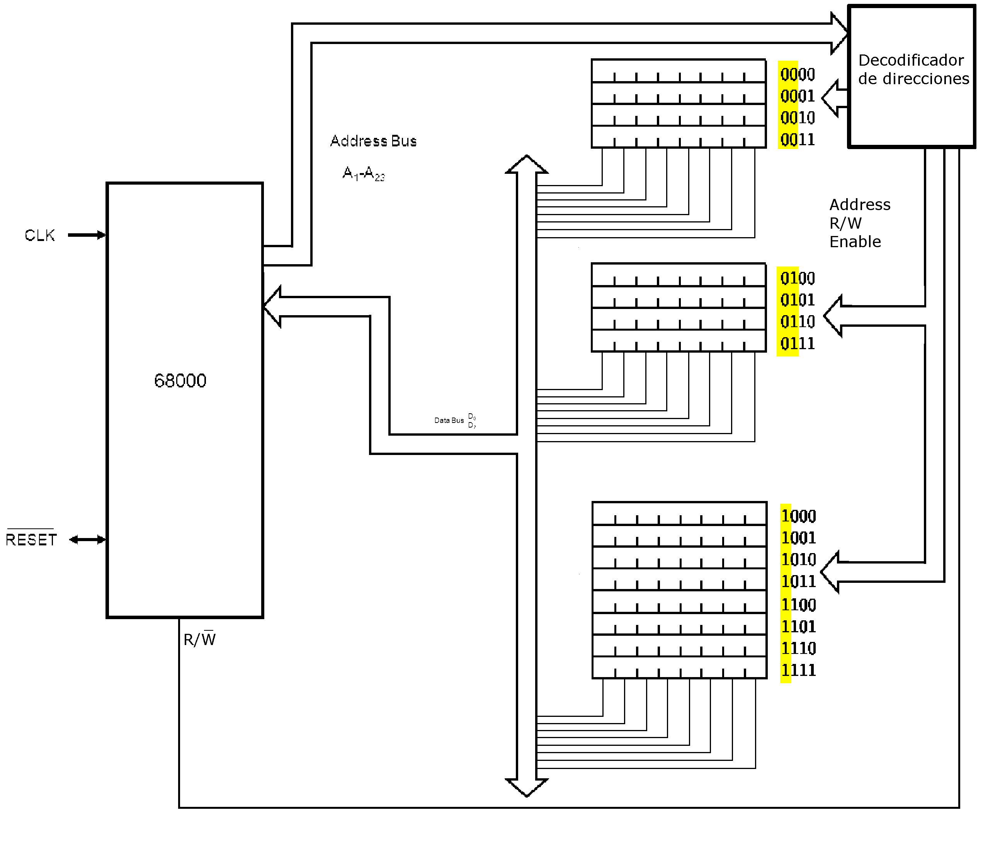 Decodificador
de direcciones
0000
0001
0010
0011
Address Bus
A₁-A₂₃
CLK
Address
R/W
Enable
0100
0101
0110
0111
68000
Data Bus D₀
D₇
1000
1001
1010
1011
1100
1101
1110
1111
R̅E̅S̅E̅T̅
R/W̅